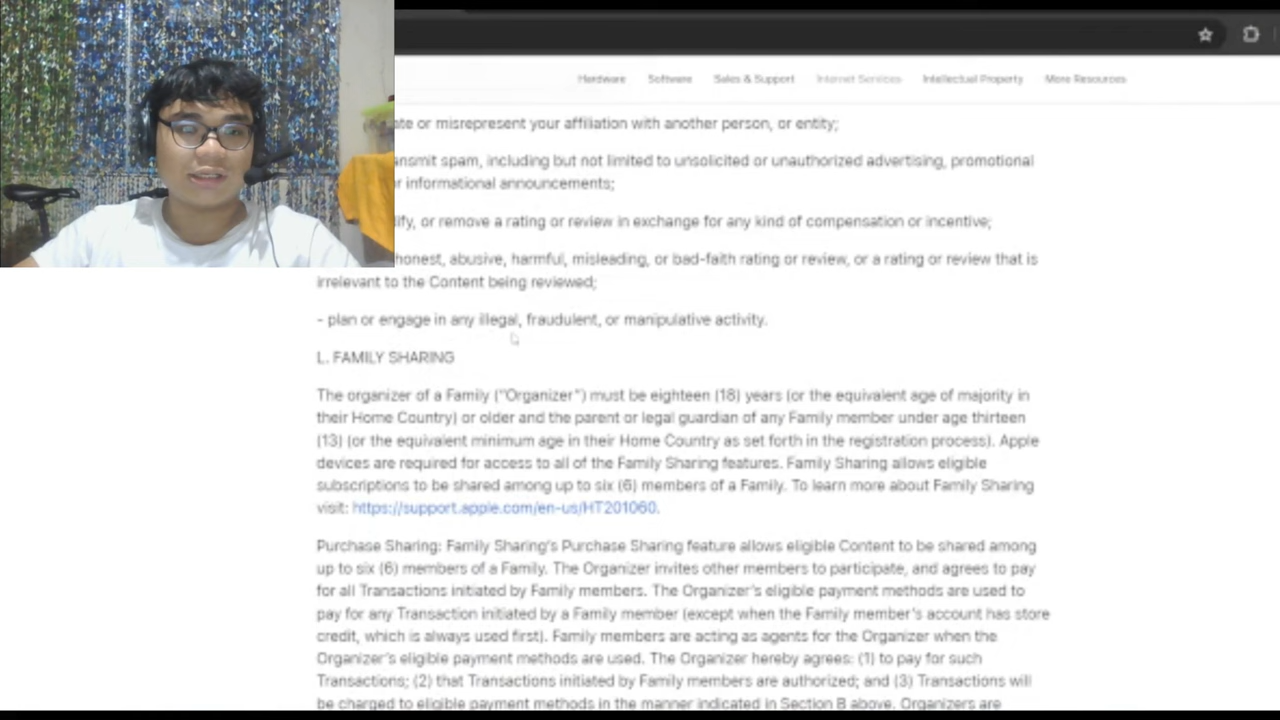 Hardware Software Sales & Support Internet Services Intellectual Property More Resources
ate or misrepresent your affiliation with another person, or entity;
ansmit spam, including but not limited to unsolicited or unauthorized advertising, promotional
or informational announcements;
ify, or remove a rating or review in exchange for any kind of compensation or incentive;
honest, abusive, harmful, misleading, or bad-faith rating or review, or a rating or review that is
irrelevant to the Content being reviewed;
- plan or engage in any illegal, fraudulent, or manipulative activity.
L. FAMILY SHARING
The organizer of a Family ("Organizer") must be eighteen (18) years (or the equivalent age of majority in
their Home Country) or older and the parent or legal guardian of any Family member under age thirteen
(13) (or the equivalent minimum age in their Home Country as set forth in the registration process). Apple
devices are required for access to all of the Family Sharing features. Family Sharing allows eligible
subscriptions to be shared among up to six (6) members of a Family. To learn more about Family Sharing
visit: https://support.apple.com/en-us/HT201060.
Purchase Sharing: Family Sharing's Purchase Sharing feature allows eligible Content to be shared among
up to six (6) members of a Family. The Organizer invites other members to participate, and agrees to pay
for all Transactions initiated by Family members. The Organizer's eligible payment methods are used to
pay for any Transaction initiated by a Family member (except when the Family member's account has store
credit, which is always used first). Family members are acting as agents for the Organizer when the
Organizer's eligible payment methods are used. The Organizer hereby agrees: (1) to pay for such
Transactions; (2) that Transactions initiated by Family members are authorized; and (3) Transactions will
be charged to eligible payment methods in the manner indicated in Section B above. Organizers are